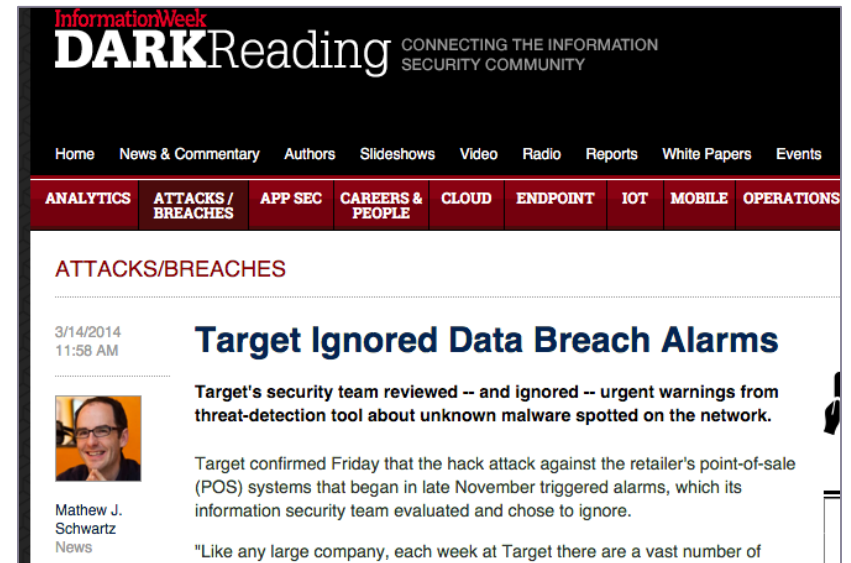 InformationWeek
DARKReading
CONNECTING THE INFORMATION
SECURITY COMMUNITY
Home News & Commentary Authors Slideshows Video Radio Reports White Papers Events
ANALYTICS ATTACKS / BREACHES APP SEC CAREERS & PEOPLE CLOUD ENDPOINT IOT MOBILE OPERATIONS
ATTACKS/BREACHES
3/14/2014
11:58 AM
Mathew J.
Schwartz
News
Target Ignored Data Breach Alarms
Target's security team reviewed -- and ignored -- urgent warnings from
threat-detection tool about unknown malware spotted on the network.
Target confirmed Friday that the hack attack against the retailer's point-of-sale
(POS) systems that began in late November triggered alarms, which its
information security team evaluated and chose to ignore.
"Like any large company, each week at Target there are a vast number of